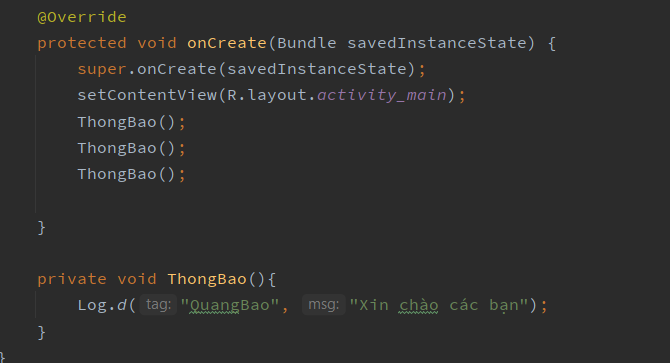 @Override
protected void onCreate(Bundle savedInstanceState) {
super.onCreate(savedInstanceState);
setContentView(R.layout.activity_main);
ThongBao();
ThongBao();
ThongBao();
}
private void ThongBao(){
Log.d( tag: "QuangBao", msg: "Xin chào các bạn");
}
}